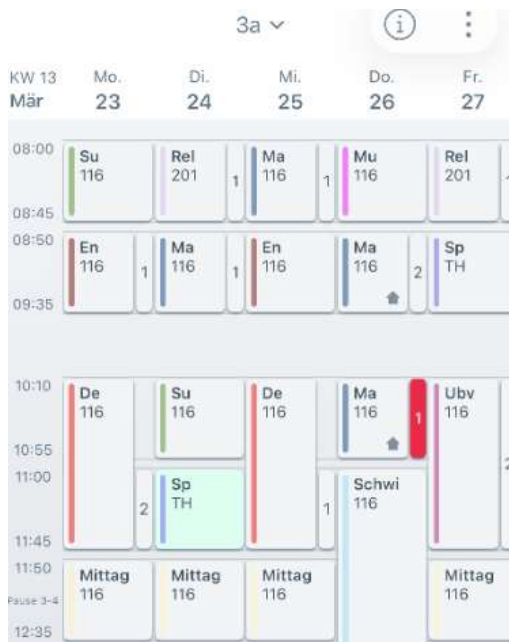 3a
KW 13 Mo. Di. Mi. Do. Fr.
Mär 23 24 25 26 27
08:00
Su Rel Ma Mu Rel
116 201 116 116 201
1 1
08:45
08:50
En Ma En Ma Sp
116 116 116 116 TH
1 1 2
09:35
10:10
De Su De Ma Ubv
116 116 116 116 116
1
10:55
11:00
Sp Schwi
TH 116
2 1 2
11:45
11:50
Mittag Mittag Mittag Mittag
116 116 116 116
Pause 3-4
12:35